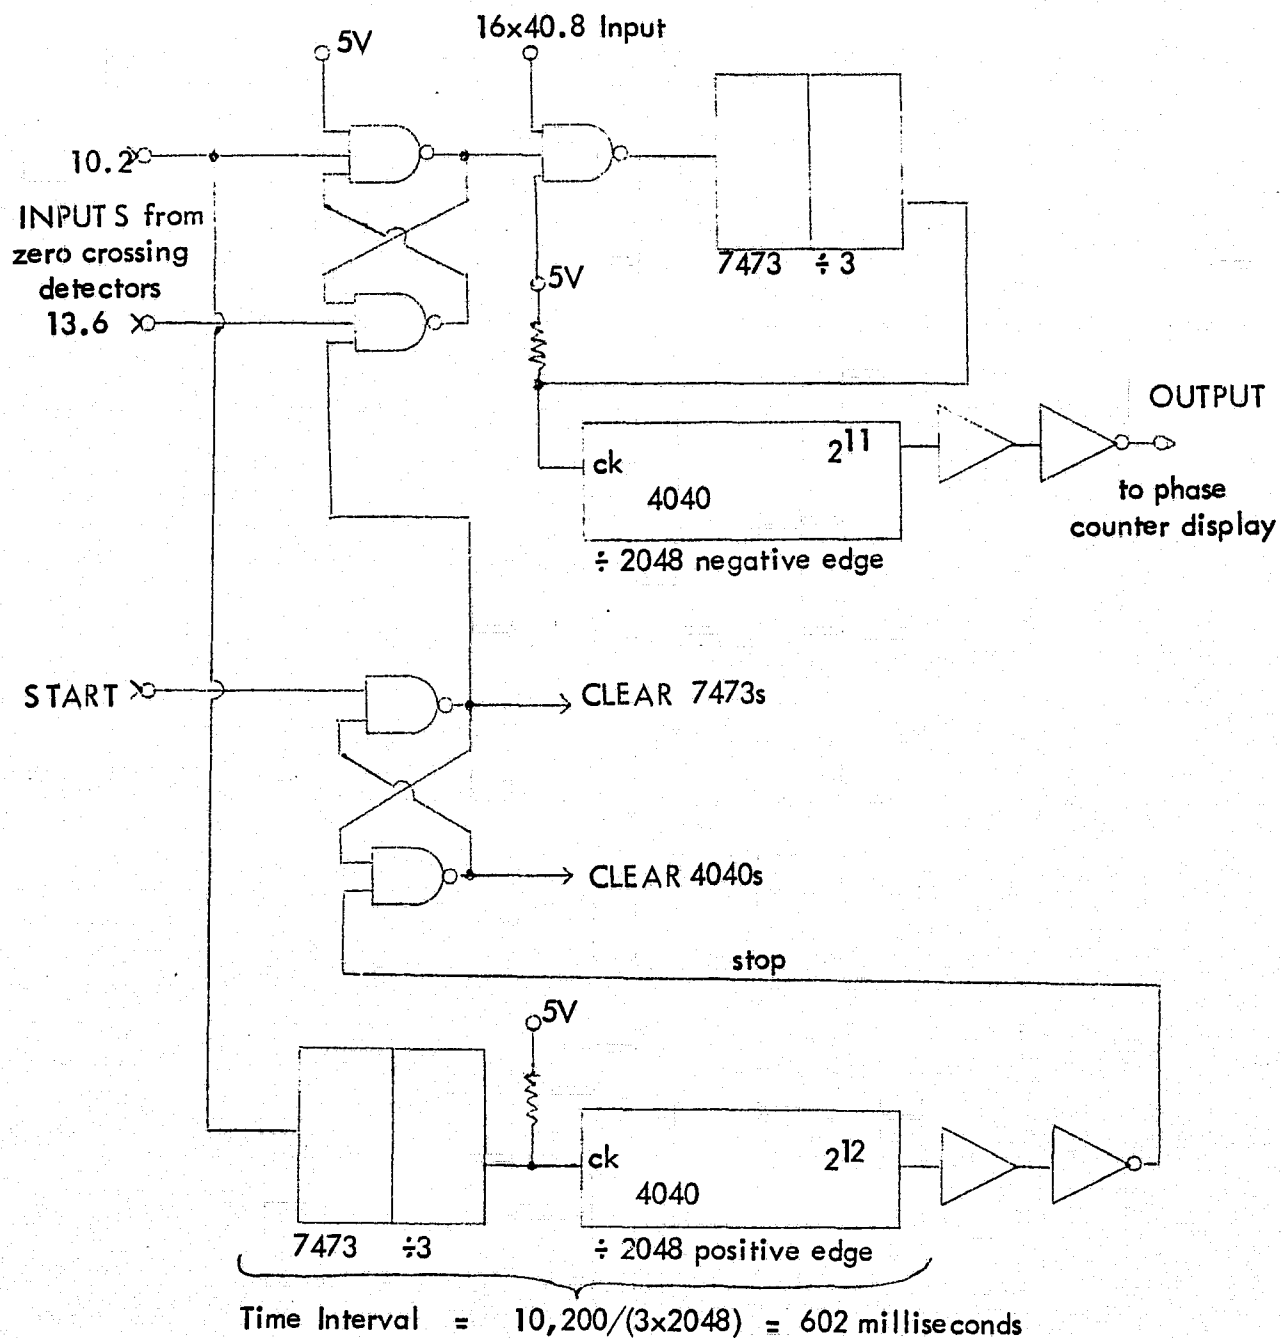 5V
16x40.8 Input
10.2
INPUTS from
zero crossing
detectors
13.6
7473 ÷ 3
5V
OUTPUT
ck
2^11
4040
to phase
counter display
÷ 2048 negative edge
START
CLEAR 7473s
CLEAR 4040s
stop
5V
ck
2^12
4040
7473 ÷3
÷ 2048 positive edge
Time Interval = 10,200/(3x2048) = 602 milliseconds